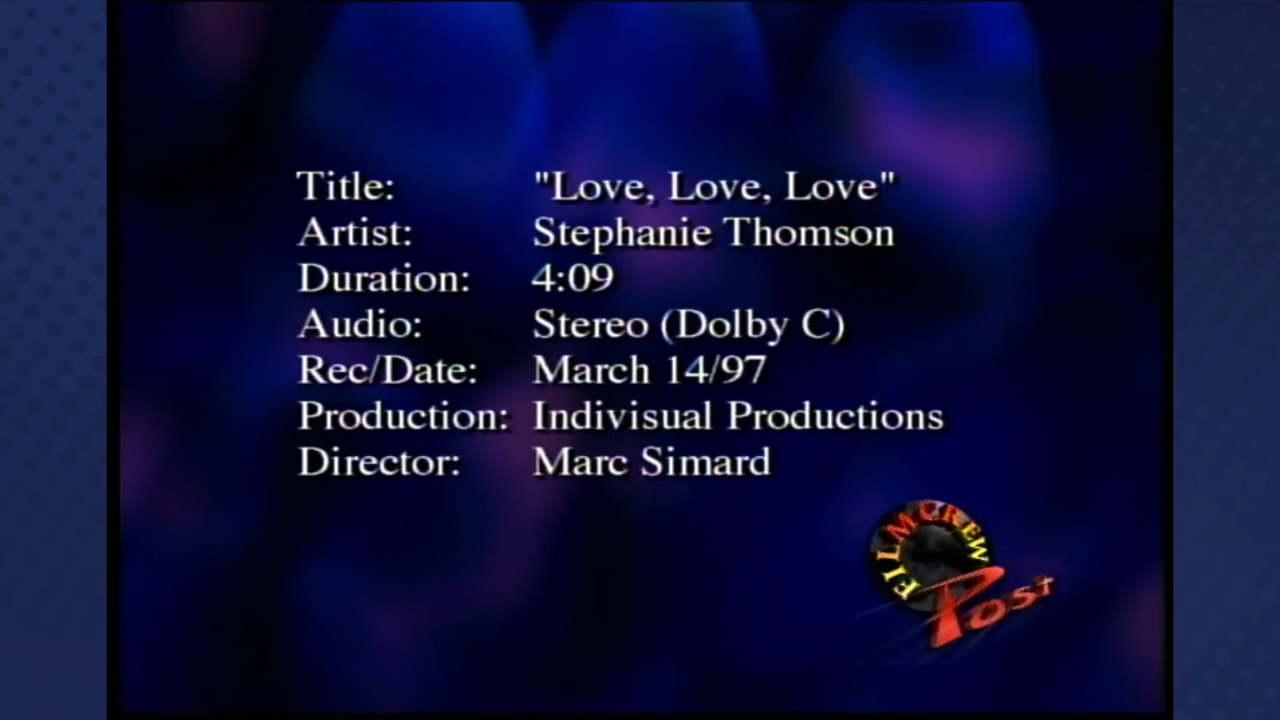 Title: "Love, Love, Love"
Artist: Stephanie Thomson
Duration: 4:09
Audio: Stereo (Dolby C)
Rec/Date: March 14/97
Production: Indivisual Productions
Director: Marc Simard
FILMCREW
Post